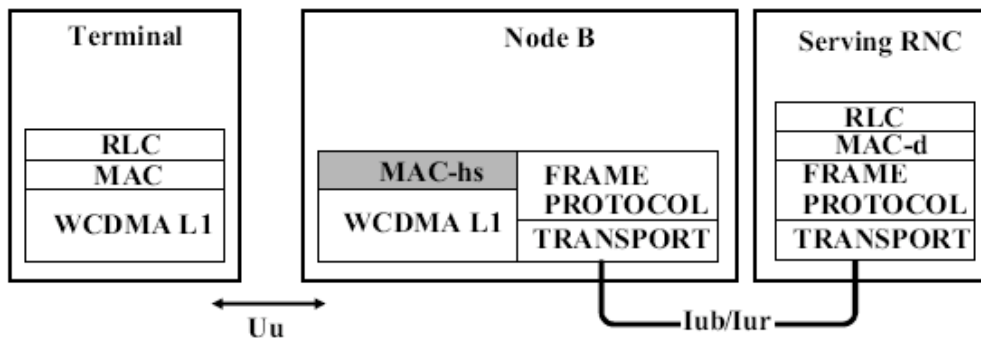 Terminal
RLC
MAC
WCDMA L1
Node B
MAC-hs
WCDMA L1
FRAME
PROTOCOL
TRANSPORT
Serving RNC
RLC
MAC-d
FRAME
PROTOCOL
TRANSPORT
Uu
Iub/Iur